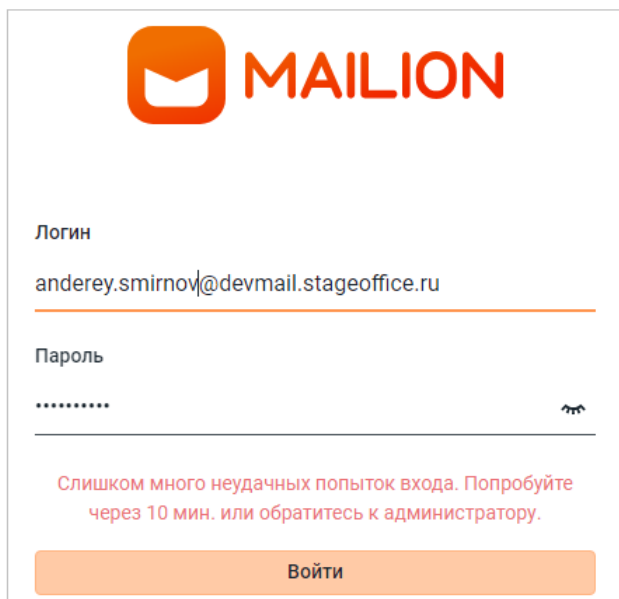 MAILION
Логин
anderey.smirnov@devmail.stageoffice.ru
Пароль
••••••••••
Слишком много неудачных попыток входа. Попробуйте
через 10 мин. или обратитесь к администратору.
Войти